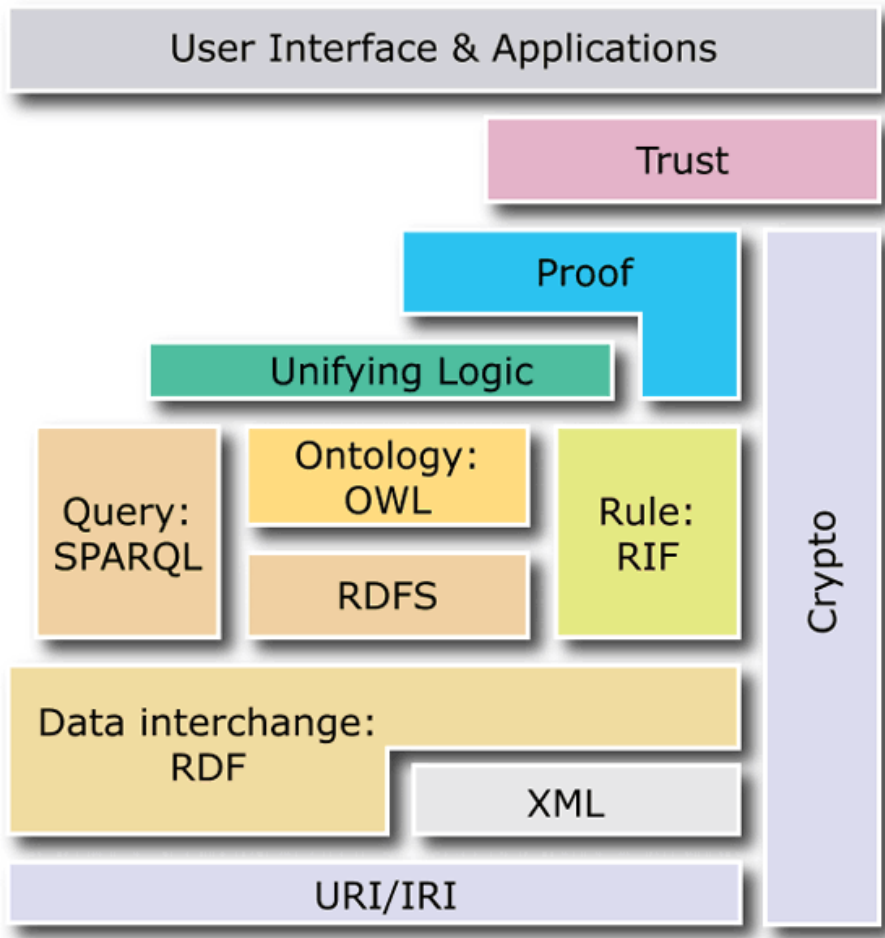 User Interface & Applications
Trust
Proof
Unifying Logic
Query:
SPARQL
Ontology:
OWL
RDFS
Rule:
RIF
Crypto
Data interchange:
RDF
XML
URI/IRI